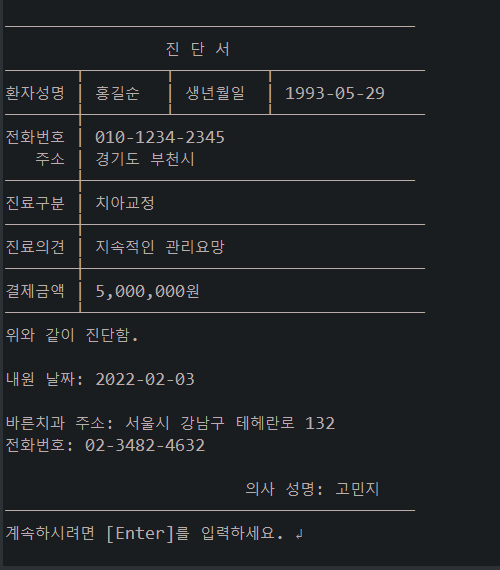 진 단 서
환자성명 홍길순 생년월일 1993-05-29
전화번호 010-1234-2345
주소 경기도 부천시
진료구분 치아교정
진료의견 지속적인 관리요망
결제금액 5,000,000원
위와 같이 진단함.
내원 날짜: 2022-02-03
바른치과 주소: 서울시 강남구 테헤란로 132
전화번호: 02-3482-4632
의사 성명: 고민지
계속하시려면 [Enter]를 입력하세요. ↲